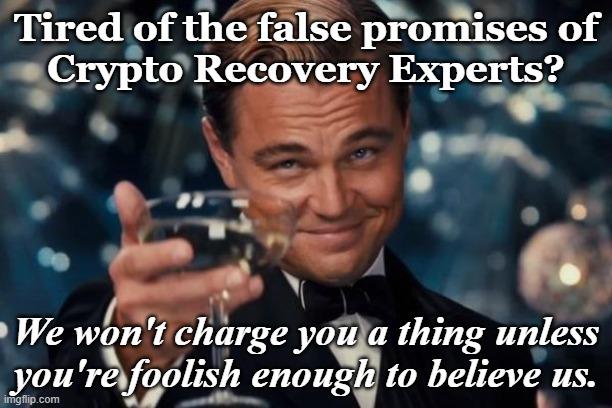 Tired of the false promises of
Crypto Recovery Experts?
We won't charge you a thing unless
you're foolish enough to believe us.
imgflip.com